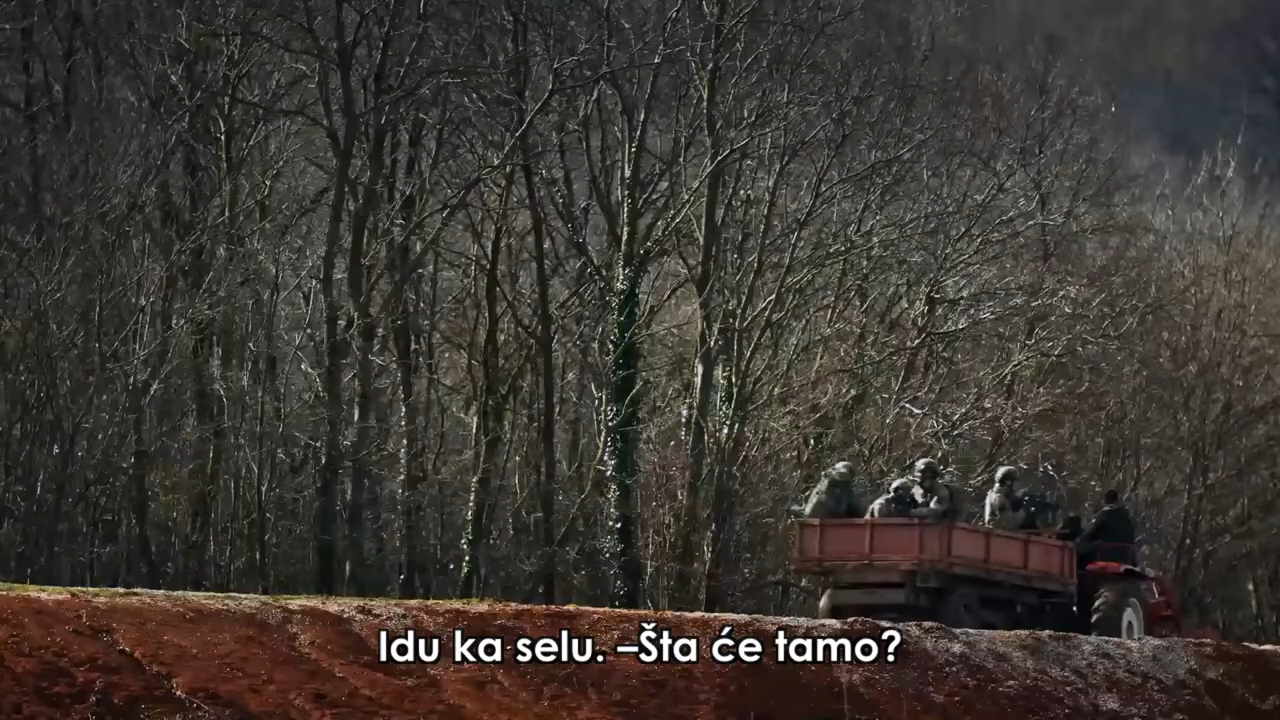 Idu ka selu. –Šta će tamo?